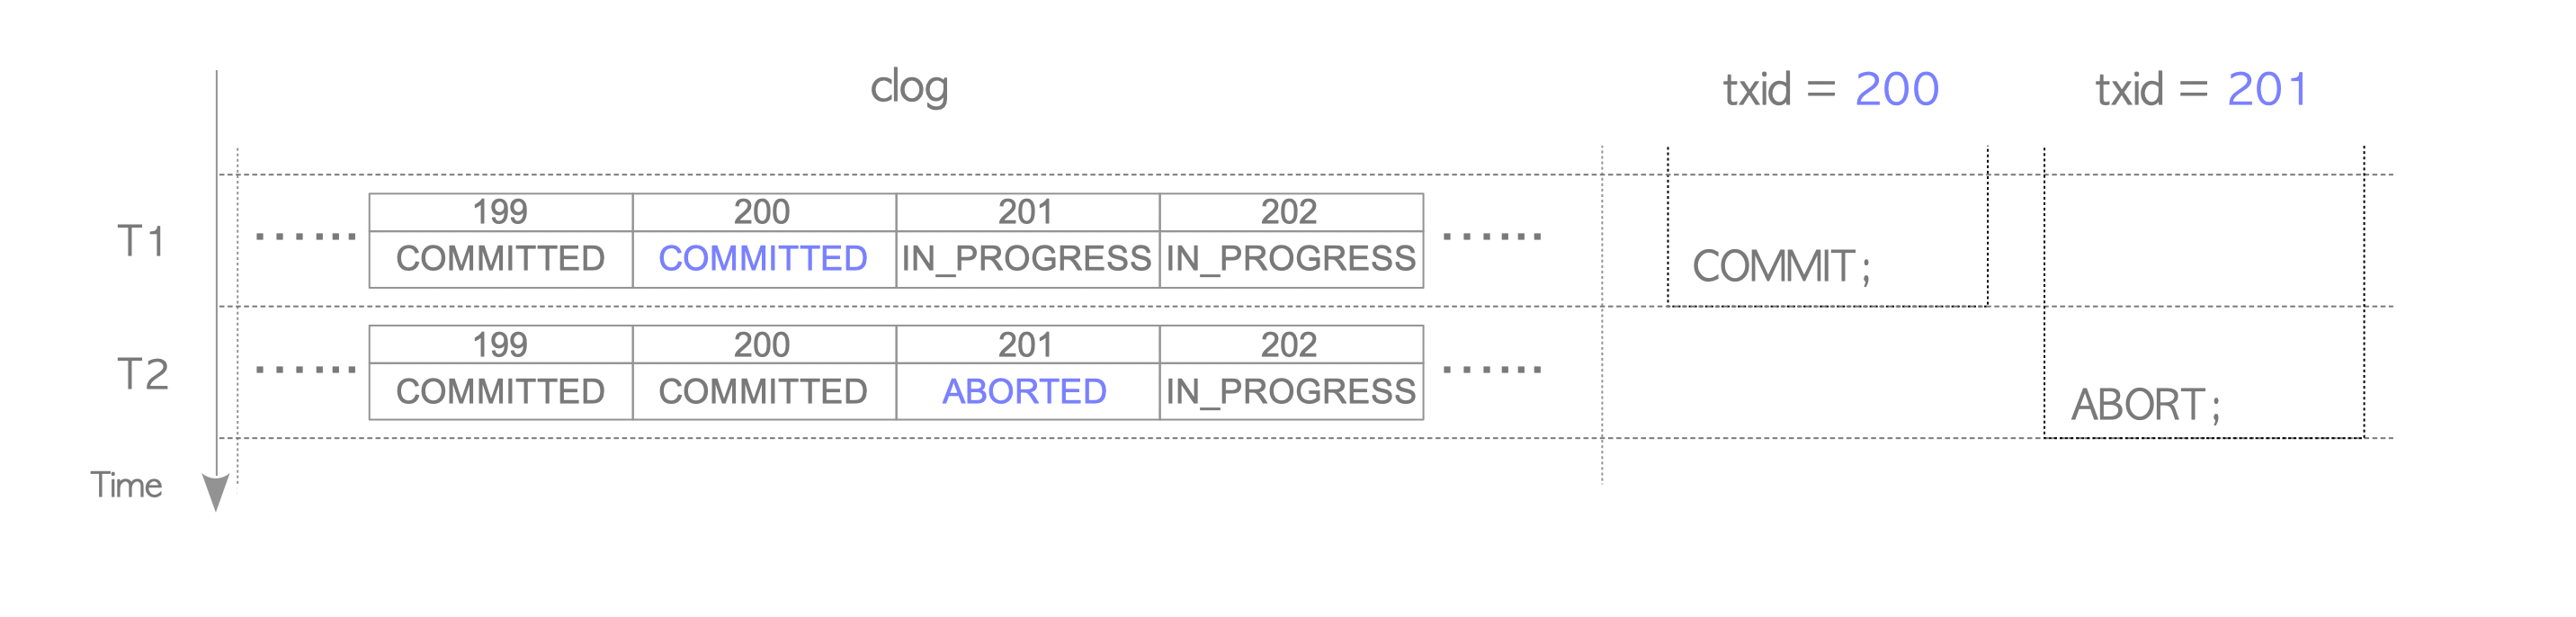 clog txid = 200 txid = 201
199 200 201 202
T1 ...... COMMITTED COMMITTED IN_PROGRESS IN_PROGRESS ...... COMMIT;
199 200 201 202
T2 ...... COMMITTED COMMITTED ABORTED IN_PROGRESS ...... ABORT;
Time